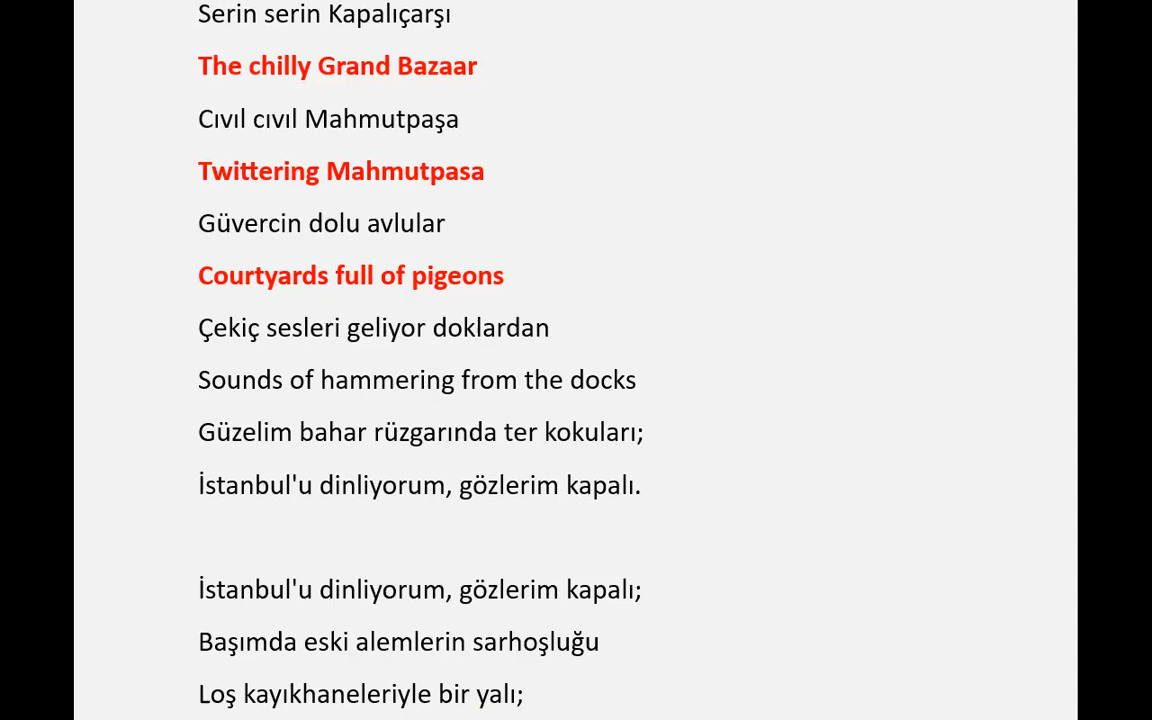 Serin serin Kapalıçarşı
The chilly Grand Bazaar
Cıvıl cıvıl Mahmutpaşa
Twittering Mahmutpasa
Güvercin dolu avlular
Courtyards full of pigeons
Çekiç sesleri geliyor doklardan
Sounds of hammering from the docks
Güzelim bahar rüzgarında ter kokuları;
İstanbul'u dinliyorum, gözlerim kapalı.
İstanbul'u dinliyorum, gözlerim kapalı;
Başımda eski alemlerin sarhoşluğu
Loş kayıkhaneleriyle bir yalı;